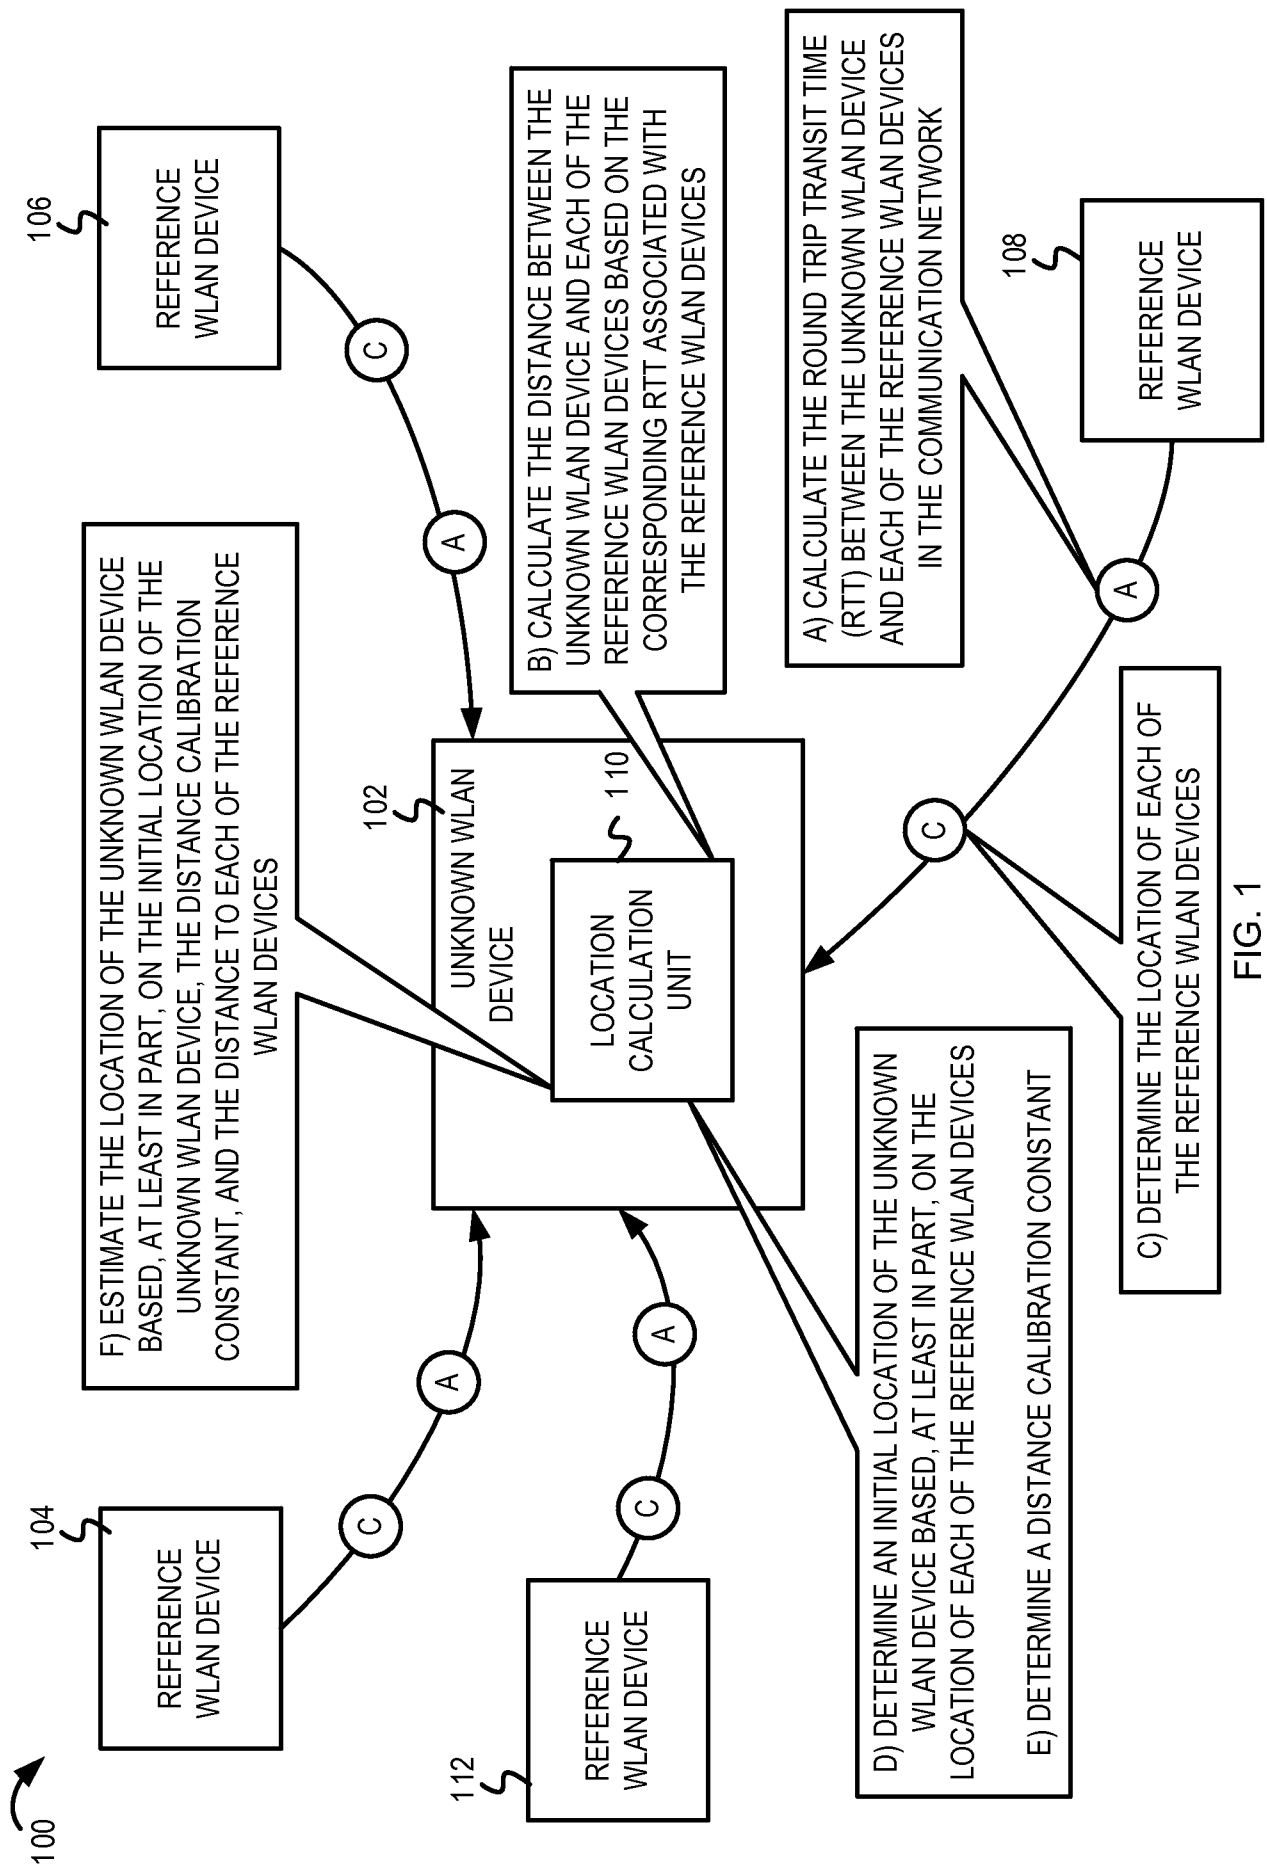 100
104
REFERENCE
WLAN DEVICE
F) ESTIMATE THE LOCATION OF THE UNKNOWN WLAN DEVICE
BASED, AT LEAST IN PART, ON THE INITIAL LOCATION OF THE
UNKNOWN WLAN DEVICE, THE DISTANCE CALIBRATION
CONSTANT, AND THE DISTANCE TO EACH OF THE REFERENCE
WLAN DEVICES
106
REFERENCE
WLAN DEVICE
C
A
C
A
112
REFERENCE
WLAN DEVICE
C
A
102
UNKNOWN WLAN
DEVICE
110
LOCATION
CALCULATION
UNIT
B) CALCULATE THE DISTANCE BETWEEN THE
UNKNOWN WLAN DEVICE AND EACH OF THE
REFERENCE WLAN DEVICES BASED ON THE
CORRESPONDING RTT ASSOCIATED WITH
THE REFERENCE WLAN DEVICES
D) DETERMINE AN INITIAL LOCATION OF THE UNKNOWN
WLAN DEVICE BASED, AT LEAST IN PART, ON THE
LOCATION OF EACH OF THE REFERENCE WLAN DEVICES
E) DETERMINE A DISTANCE CALIBRATION CONSTANT
A) CALCULATE THE ROUND TRIP TRANSIT TIME
(RTT) BETWEEN THE UNKNOWN WLAN DEVICE
AND EACH OF THE REFERENCE WLAN DEVICES
IN THE COMMUNICATION NETWORK
C
A
108
REFERENCE
WLAN DEVICE
C) DETERMINE THE LOCATION OF EACH OF
THE REFERENCE WLAN DEVICES
FIG. 1